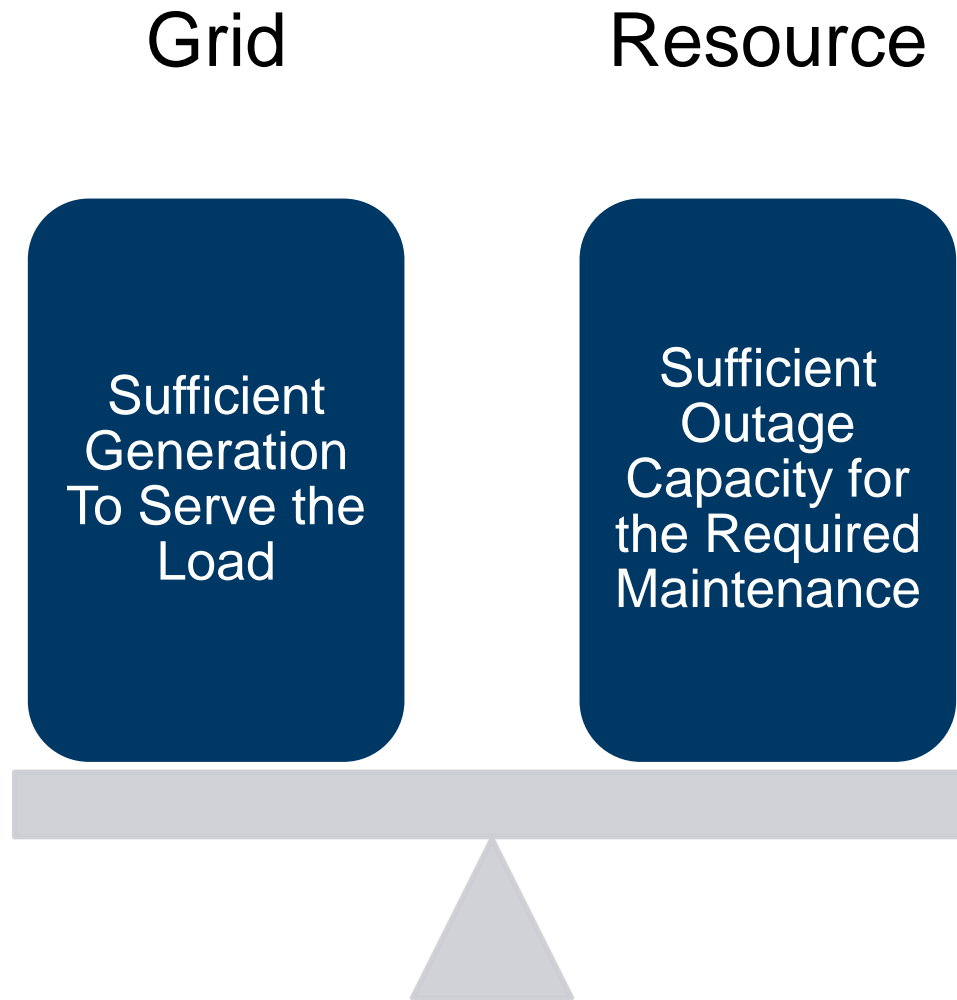 Grid
Resource
Sufficient
Generation
To Serve the
Load
Sufficient
Outage
Capacity for
the Required
Maintenance